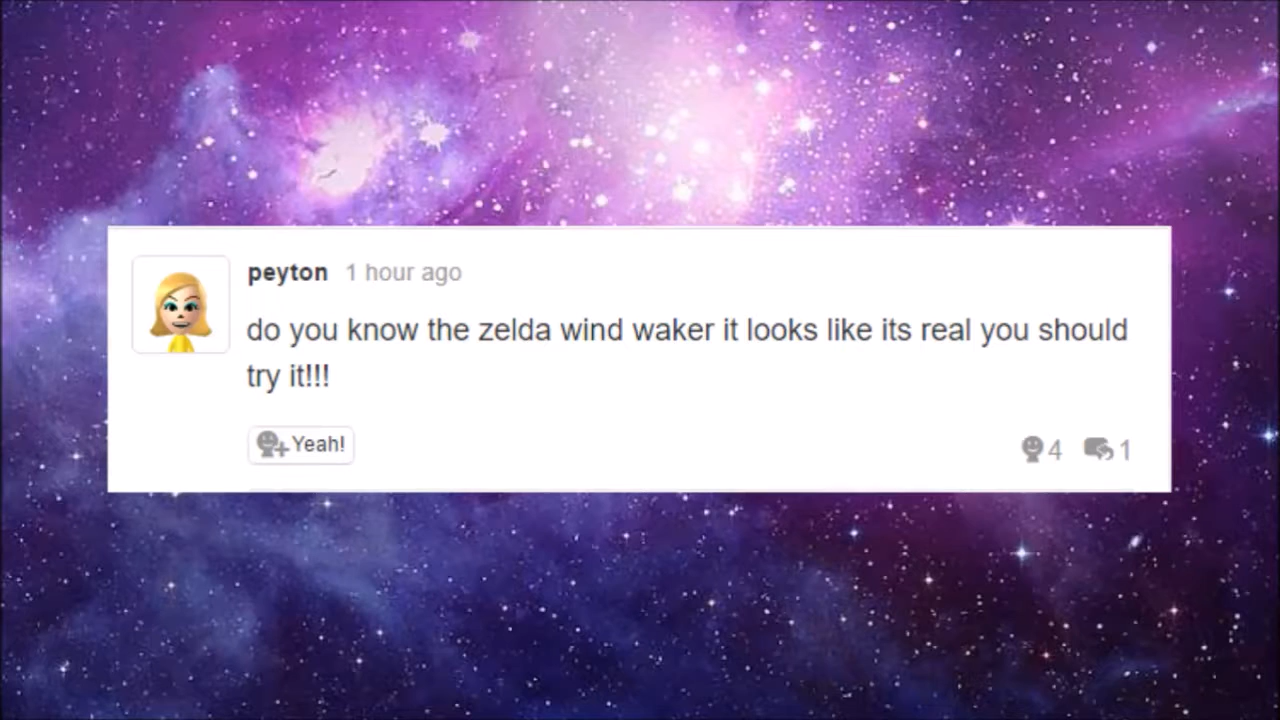 peyton 1 hour ago
do you know the zelda wind waker it looks like its real you should
try it!!!
Yeah! 4 1